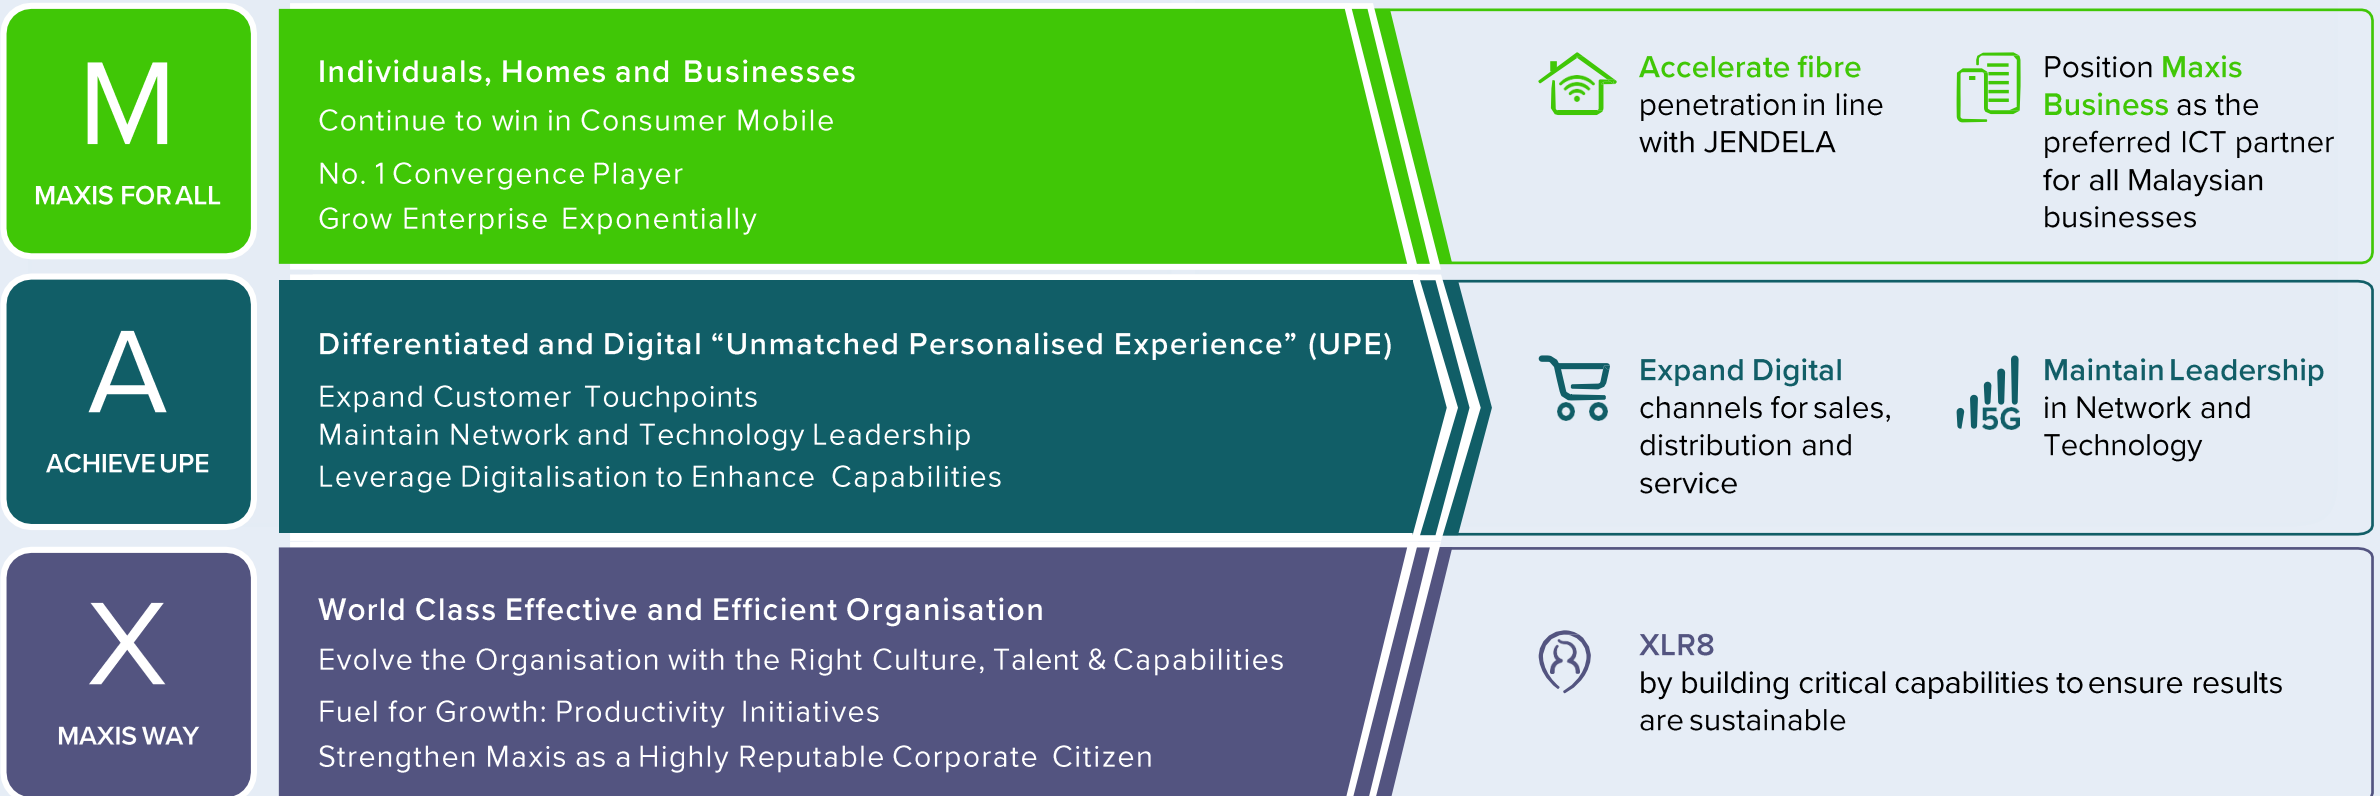 M
MAXIS FOR ALL
Individuals, Homes and Businesses
Continue to win in Consumer Mobile
No. 1 Convergence Player
Grow Enterprise Exponentially
Accelerate fibre
penetration in line
with JENDELA
Position Maxis
Business as the
preferred ICT partner
for all Malaysian
businesses
A
ACHIEVE UPE
Differentiated and Digital “Unmatched Personalised Experience” (UPE)
Expand Customer Touchpoints
Maintain Network and Technology Leadership
Leverage Digitalisation to Enhance Capabilities
Expand Digital
channels for sales,
distribution and
service
5G
Maintain Leadership
in Network and
Technology
X
MAXIS WAY
World Class Effective and Efficient Organisation
Evolve the Organisation with the Right Culture, Talent & Capabilities
Fuel for Growth: Productivity Initiatives
Strengthen Maxis as a Highly Reputable Corporate Citizen
XLR8
by building critical capabilities to ensure results
are sustainable